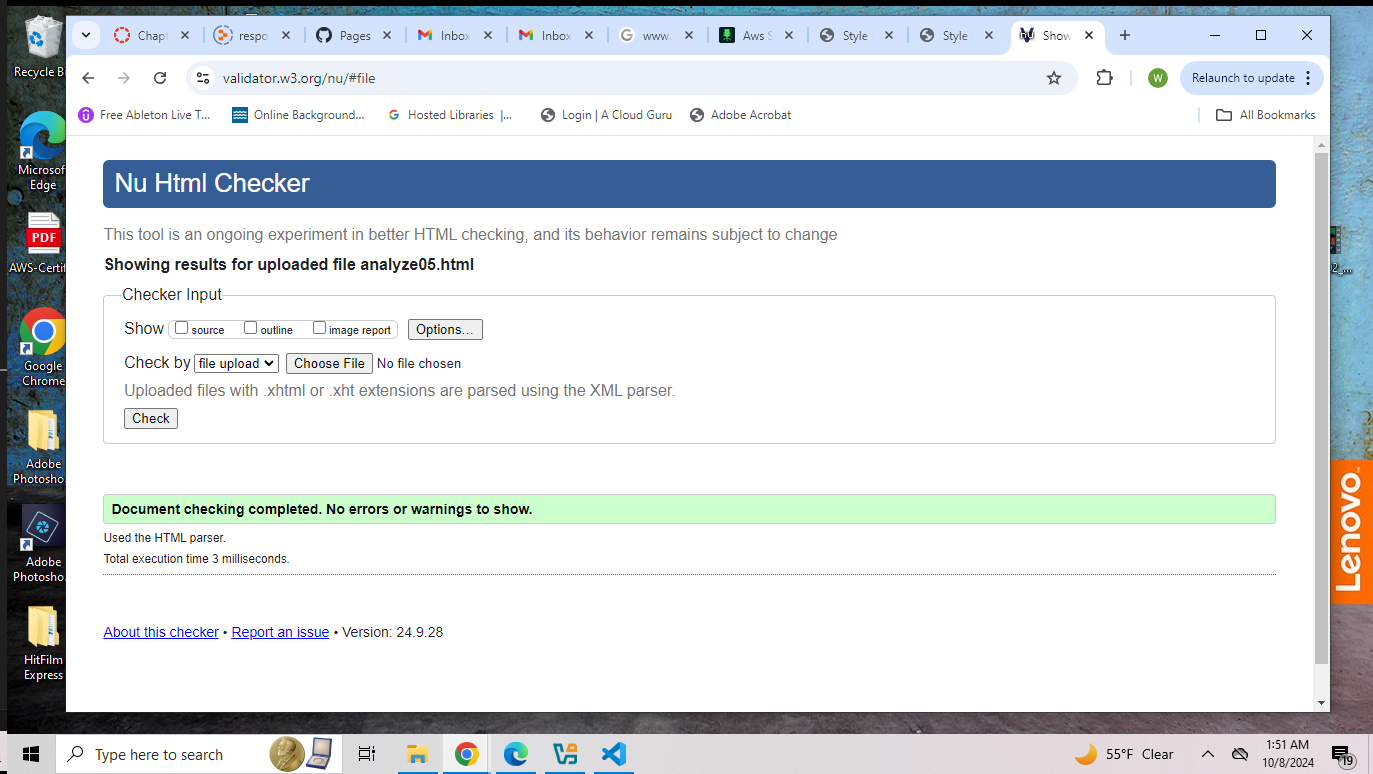 Recycle B
Microsof
Edge
PDF
AWS-Certif
Google
Chrome
Adobe
Photosho...
Adobe
Photosho...
HitFilm
Express
Chapt
respo
Pages
Inbox
Inbox
www.
Aws S
Style
Style
Show
validator.w3.org/nu/#file
W
Relaunch to update
Free Ableton Live T...
Online Background...
Hosted Libraries |...
Login | A Cloud Guru
Adobe Acrobat
All Bookmarks
Nu Html Checker
This tool is an ongoing experiment in better HTML checking, and its behavior remains subject to change
Showing results for uploaded file analyze05.html
Checker Input
Show source outline image report Options...
Check by file upload Choose File No file chosen
Uploaded files with .xhtml or .xht extensions are parsed using the XML parser.
Check
Document checking completed. No errors or warnings to show.
Used the HTML parser.
Total execution time 3 milliseconds.
About this checker • Report an issue • Version: 24.9.28
Lenovo
Type here to search
55°F Clear
1:51 AM
10/8/2024
19